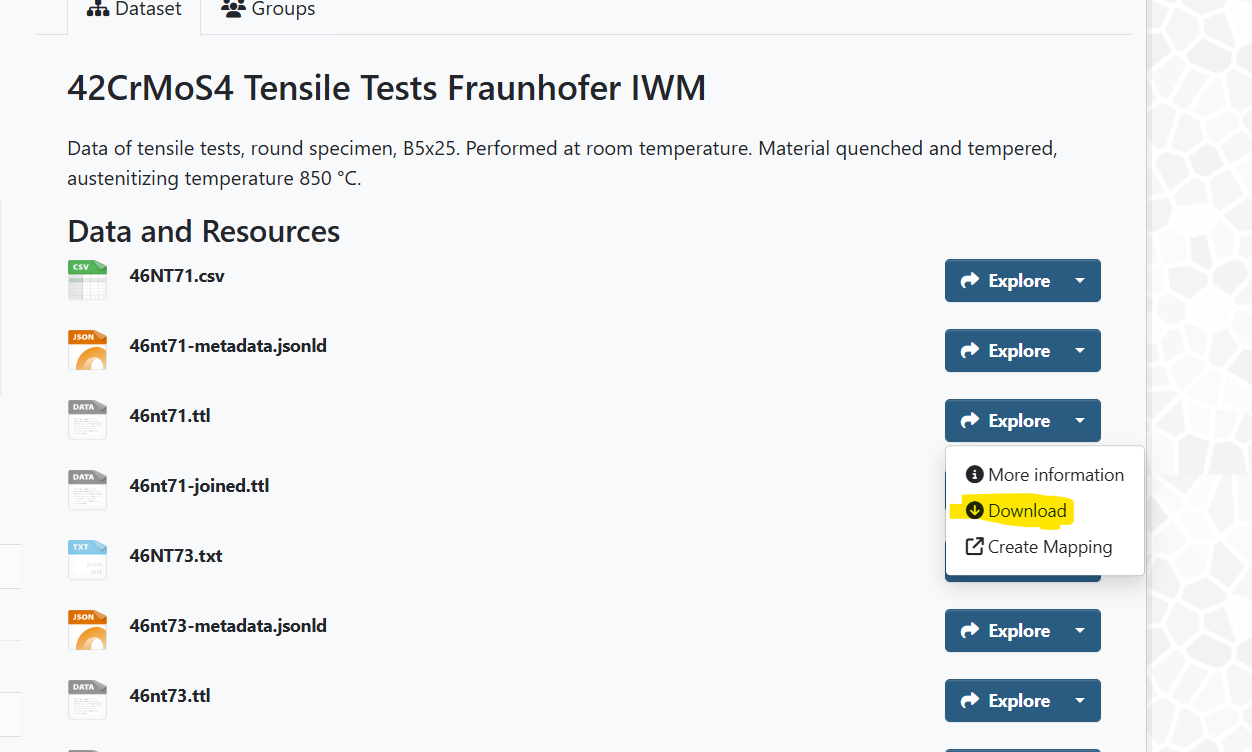 Dataset
Groups
42CrMoS4 Tensile Tests Fraunhofer IWM
Data of tensile tests, round specimen, B5x25. Performed at room temperature. Material quenched and tempered,
austenitizing temperature 850 °C.
Data and Resources
CSV
46NT71.csv
Explore
JSON
46nt71-metadata.jsonld
Explore
DATA
46nt71.ttl
Explore
More information
DATA
46nt71-joined.ttl
Download
Create Mapping
TXT
46NT73.txt
JSON
46nt73-metadata.jsonld
Explore
DATA
46nt73.ttl
Explore